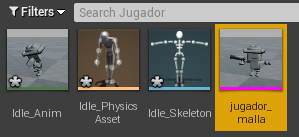 Filters
Search Jugador
Idle_Anim
Idle_Physics
Asset
Idle_Skeleton
jugador_
malla